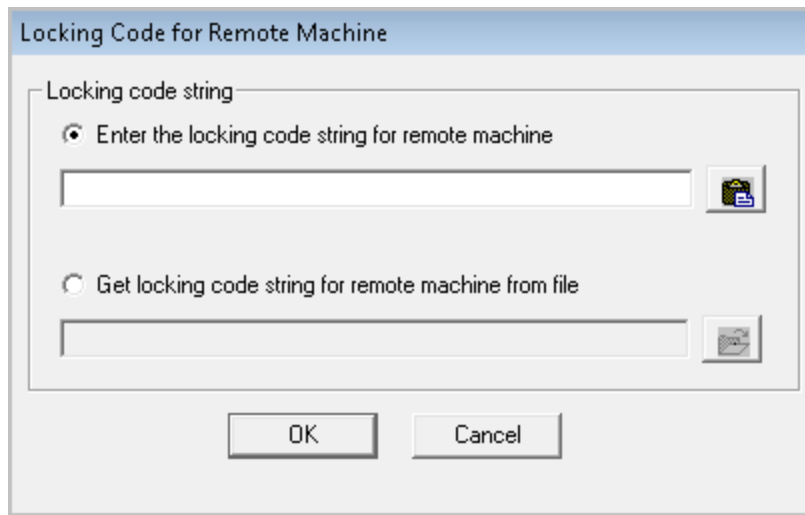 Locking Code for Remote Machine
Locking code string
Enter the locking code string for remote machine
Get locking code string for remote machine from file
OK
Cancel